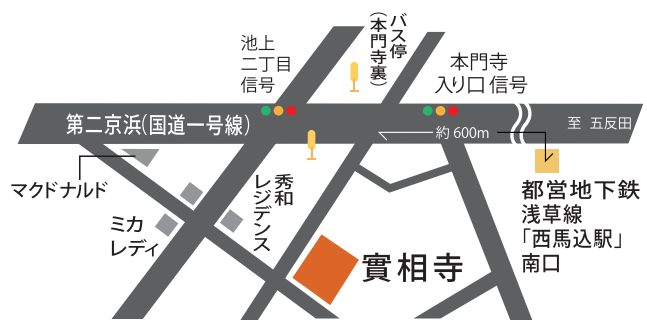 池上
二丁目
信号
バス停
(本門寺裏)
本門寺
入り口 信号
第二京浜(国道一号線)
約 600m
至 五反田
マクドナルド
ミカ
レディ
秀和
レジデンス
實相寺
都営地下鉄
浅草線
「西馬込駅」
南口